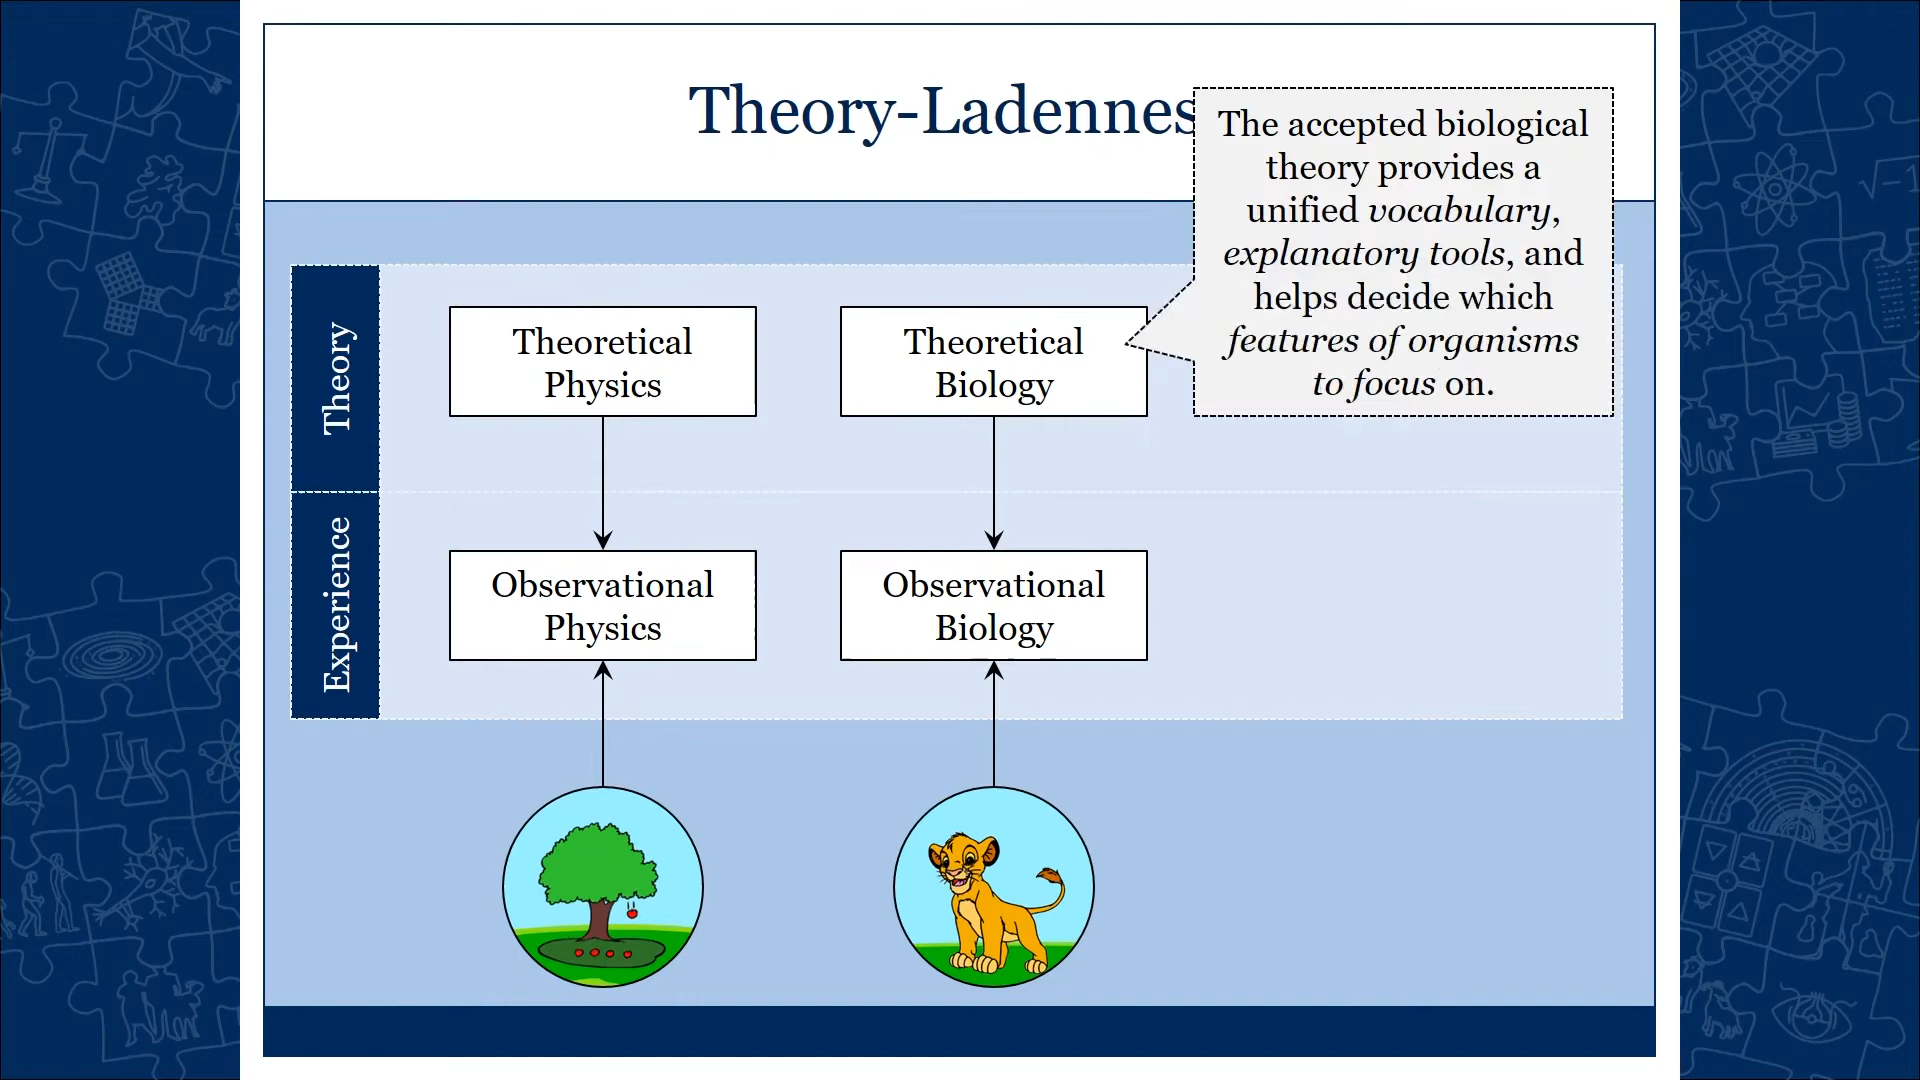 Theory-Ladennes
The accepted biological
theory provides a
unified vocabulary,
explanatory tools, and
helps decide which
features of organisms
to focus on.
Theory
Theoretical
Physics
Theoretical
Biology
Experience
Observational
Physics
Observational
Biology
√-1